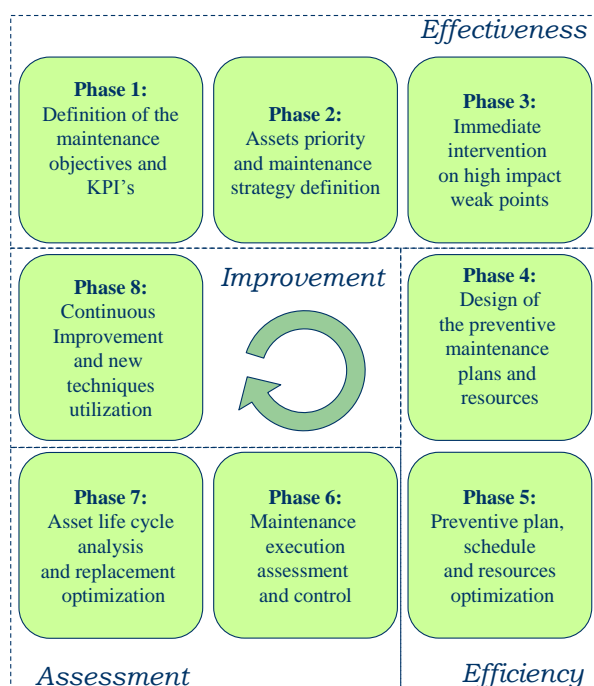 Effectiveness
Phase 1:
Definition of the
maintenance
objectives and
KPI's
Phase 2:
Assets priority
and maintenance
strategy definition
Phase 3:
Immediate
intervention
on high impact
weak points
Phase 8:
Continuous
Improvement
and new
techniques
utilization
Improvement
Phase 4:
Design of
the preventive
maintenance
plans and
resources
Phase 7:
Asset life cycle
analysis
and replacement
optimization
Phase 6:
Maintenance
execution
assessment
and control
Phase 5:
Preventive plan,
schedule
and resources
optimization
Assessment
Efficiency